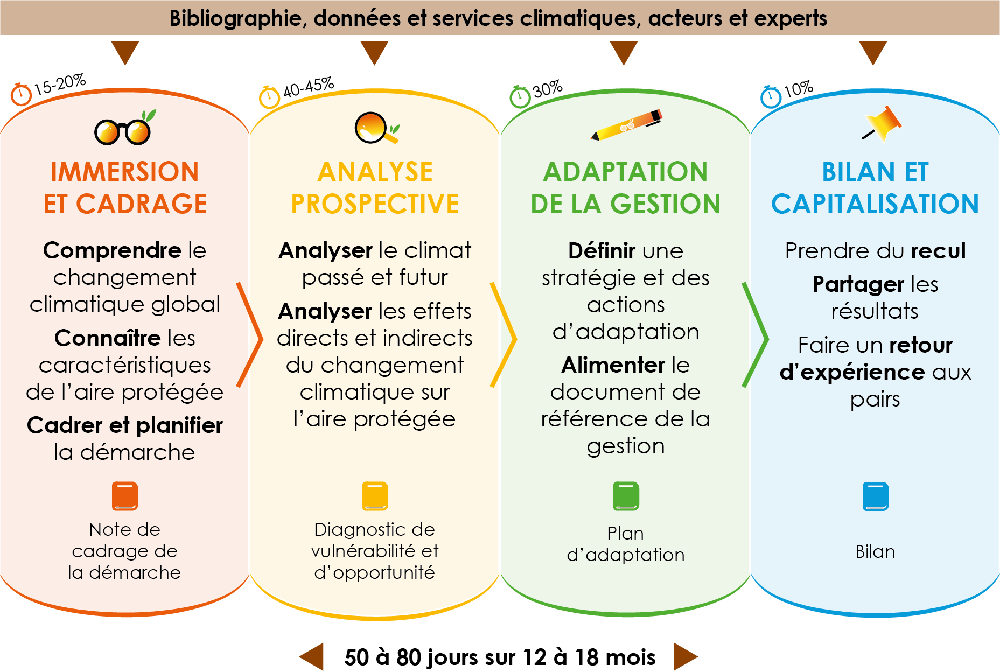 Bibliographie, données et services climatiques, acteurs et experts
15-20%
IMMERSION
ET CADRAGE
Comprendre le
changement
climatique global
Connaître les
caractéristiques
de l’aire protégée
Cadrer et planifier
la démarche
Note de
cadrage de
la démarche
40-45%
ANALYSE
PROSPECTIVE
Analyser le climat
passé et futur
Analyser les effets
directs et indirects
du changement
climatique sur
l’aire protégée
Diagnostic de
vulnérabilité et
d’opportunité
30%
ADAPTATION
DE LA GESTION
Définir une
stratégie et des
actions
d’adaptation
Alimenter le
document de
référence de la
gestion
Plan
d’adaptation
10%
BILAN ET
CAPITALISATION
Prendre du recul
Partager les
résultats
Faire un retour
d’expérience aux
pairs
Bilan
50 à 80 jours sur 12 à 18 mois